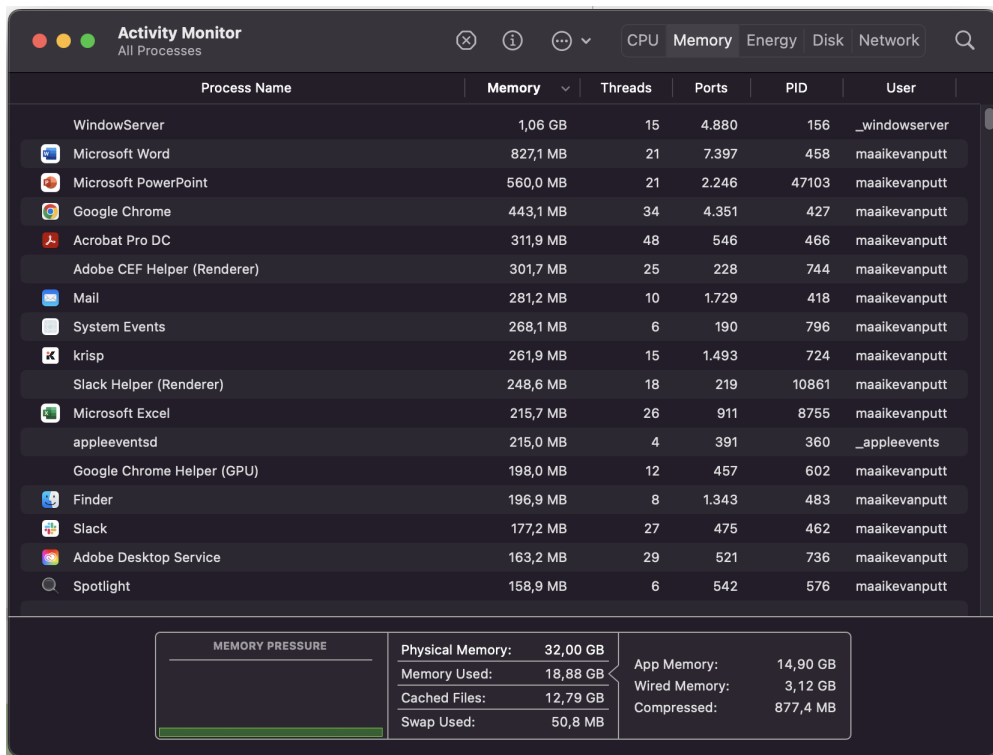 Activity Monitor
All Processes
CPU Memory Energy Disk Network
Process Name Memory Threads Ports PID User
WindowServer 1,06 GB 15 4.880 156 _windowserver
Microsoft Word 827,1 MB 21 7.397 458 maaikevanputt
Microsoft PowerPoint 560,0 MB 21 2.246 47103 maaikevanputt
Google Chrome 443,1 MB 34 4.351 427 maaikevanputt
Acrobat Pro DC 311,9 MB 48 546 466 maaikevanputt
Adobe CEF Helper (Renderer) 301,7 MB 25 228 744 maaikevanputt
Mail 281,2 MB 10 1.729 418 maaikevanputt
System Events 268,1 MB 6 190 796 maaikevanputt
krisp 261,9 MB 15 1.493 724 maaikevanputt
Slack Helper (Renderer) 248,6 MB 18 219 10861 maaikevanputt
Microsoft Excel 215,7 MB 26 911 8755 maaikevanputt
appleeventsd 215,0 MB 4 391 360 _appleevents
Google Chrome Helper (GPU) 198,0 MB 12 457 602 maaikevanputt
Finder 196,9 MB 8 1.343 483 maaikevanputt
Slack 177,2 MB 27 475 462 maaikevanputt
Adobe Desktop Service 163,2 MB 29 521 736 maaikevanputt
Spotlight 158,9 MB 6 542 576 maaikevanputt
MEMORY PRESSURE
Physical Memory: 32,00 GB
Memory Used: 18,88 GB
Cached Files: 12,79 GB
Swap Used: 50,8 MB
App Memory: 14,90 GB
Wired Memory: 3,12 GB
Compressed: 877,4 MB